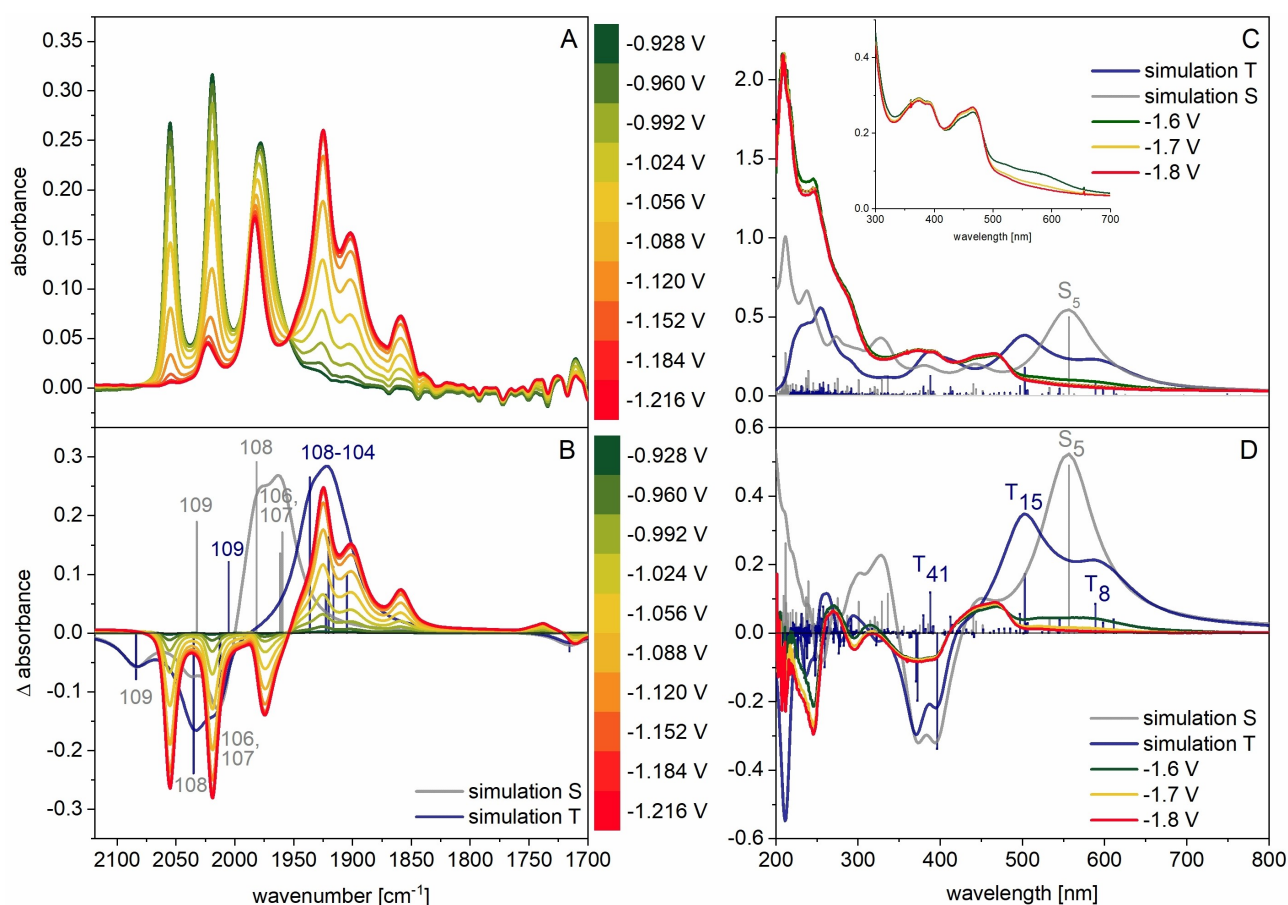 A
absorbance
0.35
0.30
0.25
0.20
0.15
0.10
0.05
0.00
-0.928 V
-0.960 V
-0.992 V
-1.024 V
-1.056 V
-1.088 V
-1.120 V
-1.152 V
-1.184 V
-1.216 V
B
Δ absorbance
0.3
0.2
0.1
0.0
-0.1
-0.2
-0.3
108
109
106,
107
109
108-104
109
108
106,
107
simulation S
simulation T
-0.928 V
-0.960 V
-0.992 V
-1.024 V
-1.056 V
-1.088 V
-1.120 V
-1.152 V
-1.184 V
-1.216 V
2100 2050 2000 1950 1900 1850 1800 1750 1700
wavenumber [cm⁻¹]
C
2.0
1.5
1.0
0.5
0.0
0.4
0.2
0.0
300 400 500 600 700
wavelength [nm]
simulation T
simulation S
-1.6 V
-1.7 V
-1.8 V
S₅
D
0.6
0.4
0.2
0.0
-0.2
-0.4
-0.6
S₅
T₁₅
T₄₁
T₈
simulation S
simulation T
-1.6 V
-1.7 V
-1.8 V
200 300 400 500 600 700 800
wavelength [nm]